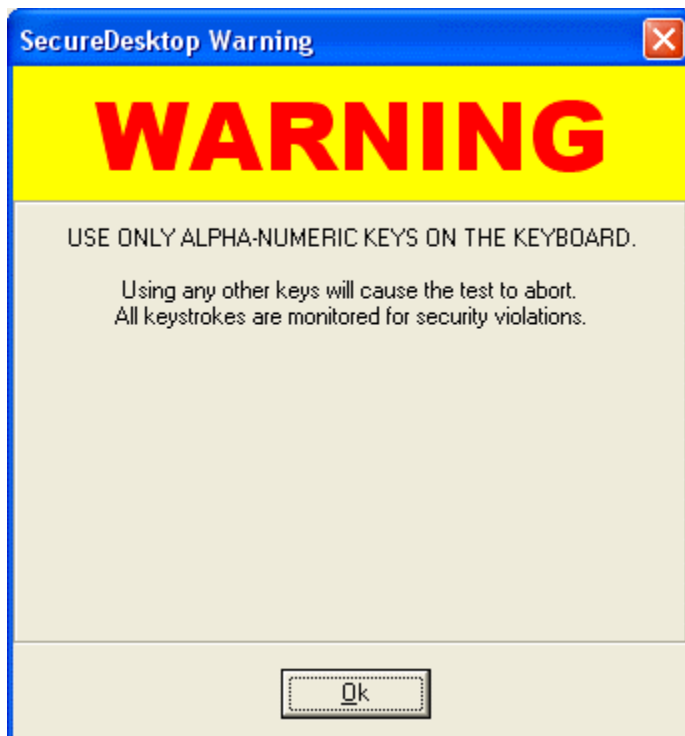 SecureDesktop Warning
WARNING
USE ONLY ALPHA-NUMERIC KEYS ON THE KEYBOARD.
Using any other keys will cause the test to abort.
All keystrokes are monitored for security violations.
Ok